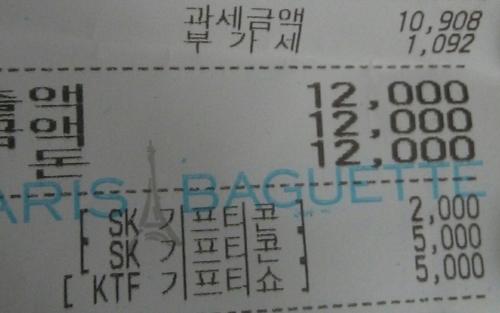 과세금액 10,908
부가세 1,092
12,000
12,000
돈 12,000
PARIS BAGUETTE
[ SK 기프티콘 ] 2,000
[ SK 기프티콘 ] 5,000
[ KTF 기프티쇼 ] 5,000